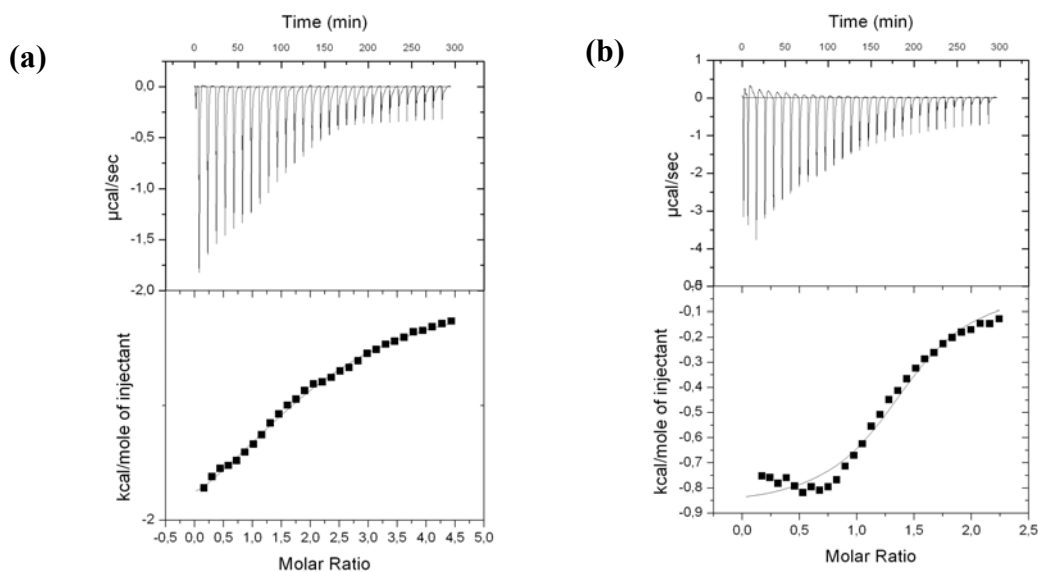 (a)
Time (min)
0 50 100 150 200 250 300
0,0
-0,5
-1,0
-1,5
-2,0
µcal/sec
-2
kcal/mole of injectant
-0,5 0,0 0,5 1,0 1,5 2,0 2,5 3,0 3,5 4,0 4,5 5,0
Molar Ratio
(b)
Time (min)
0 50 100 150 200 250 300
1
0
-1
-2
-3
-4
µcal/sec
-0,1
-0,2
-0,3
-0,4
-0,5
-0,6
-0,7
-0,8
-0,9
kcal/mole of injectant
0,0 0,5 1,0 1,5 2,0 2,5
Molar Ratio